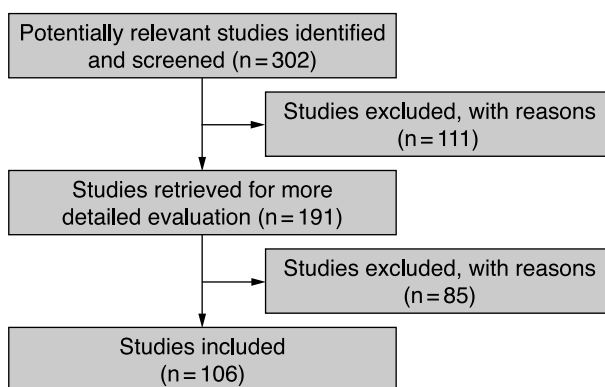 Potentially relevant studies identified
and screened (n = 302)
Studies excluded, with reasons
(n = 111)
Studies retrieved for more
detailed evaluation (n = 191)
Studies excluded, with reasons
(n = 85)
Studies included
(n = 106)